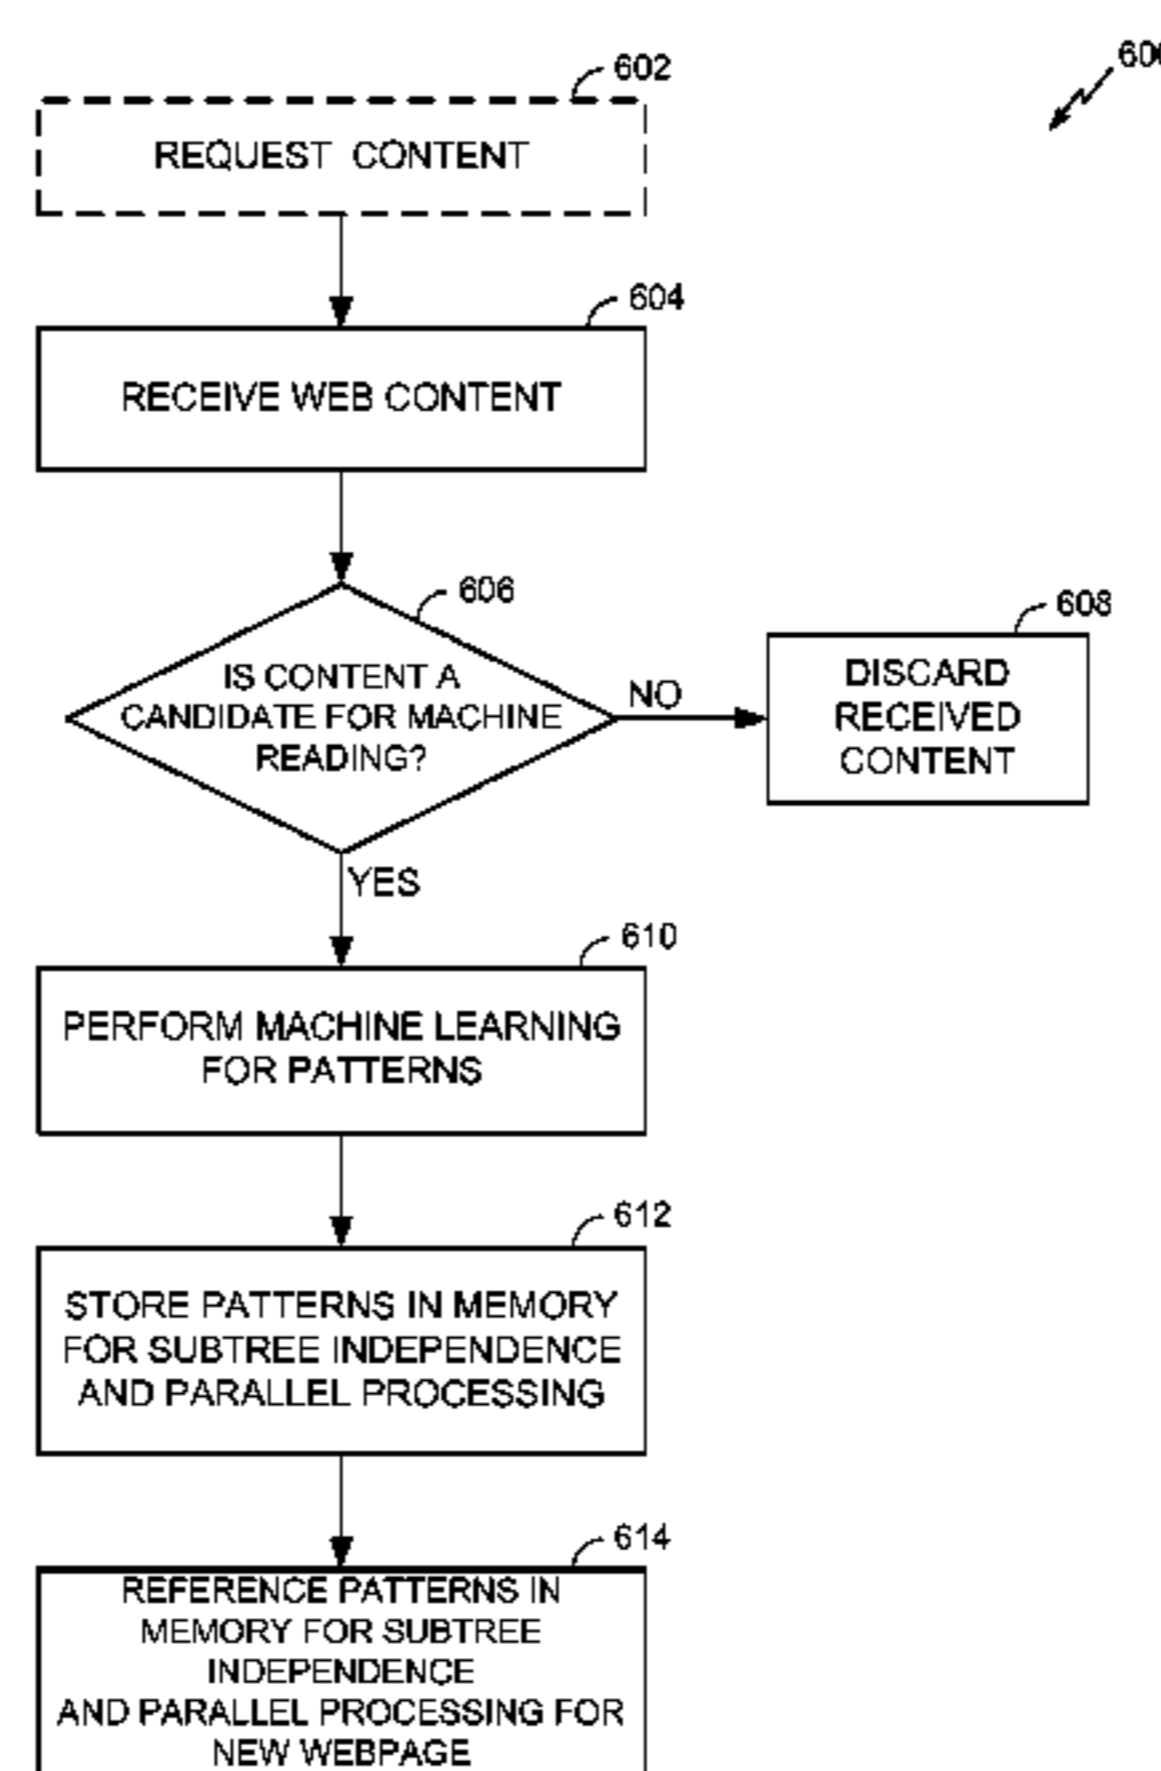 602
600
REQUEST CONTENT
604
RECEIVE WEB CONTENT
606
IS CONTENT A
CANDIDATE FOR MACHINE
READING?
NO
608
DISCARD
RECEIVED
CONTENT
YES
610
PERFORM MACHINE LEARNING
FOR PATTERNS
612
STORE PATTERNS IN MEMORY
FOR SUBTREE INDEPENDENCE
AND PARALLEL PROCESSING
614
REFERENCE PATTERNS IN
MEMORY FOR SUBTREE
INDEPENDENCE
AND PARALLEL PROCESSING FOR
NEW WEBPAGE